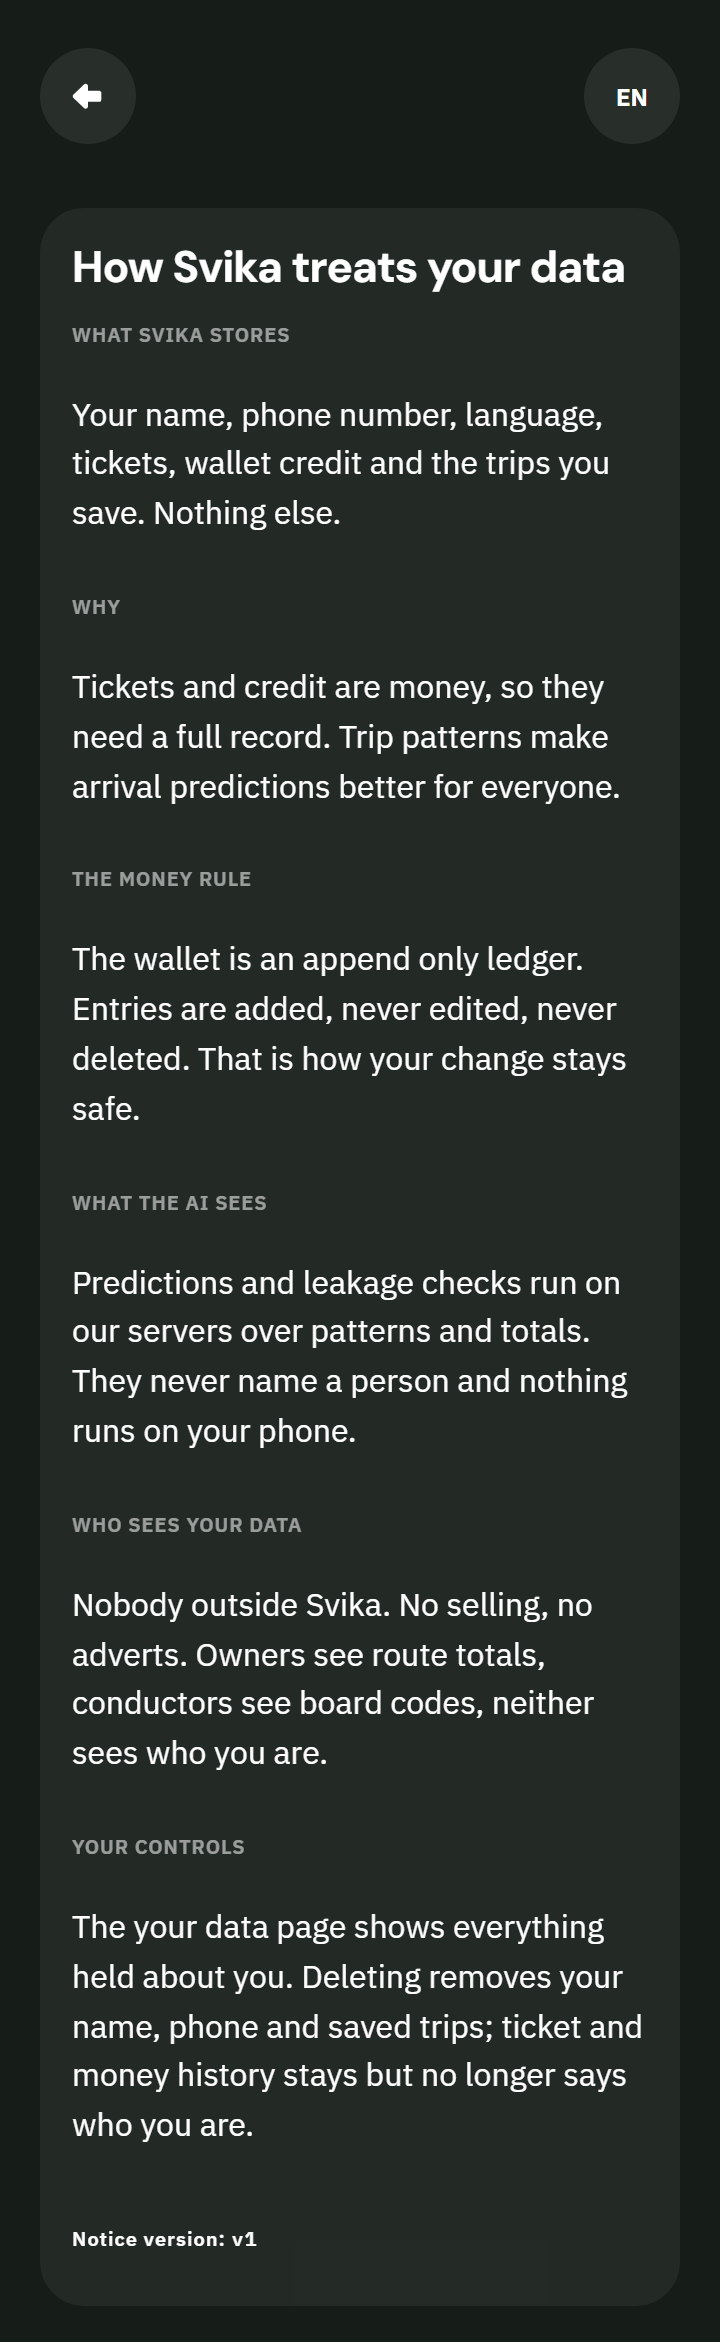 EN
How Svika treats your data
WHAT SVIKA STORES
Your name, phone number, language,
tickets, wallet credit and the trips you
save. Nothing else.
WHY
Tickets and credit are money, so they
need a full record. Trip patterns make
arrival predictions better for everyone.
THE MONEY RULE
The wallet is an append only ledger.
Entries are added, never edited, never
deleted. That is how your change stays
safe.
WHAT THE AI SEES
Predictions and leakage checks run on
our servers over patterns and totals.
They never name a person and nothing
runs on your phone.
WHO SEES YOUR DATA
Nobody outside Svika. No selling, no
adverts. Owners see route totals,
conductors see board codes, neither
sees who you are.
YOUR CONTROLS
The your data page shows everything
held about you. Deleting removes your
name, phone and saved trips; ticket and
money history stays but no longer says
who you are.
Notice version: v1